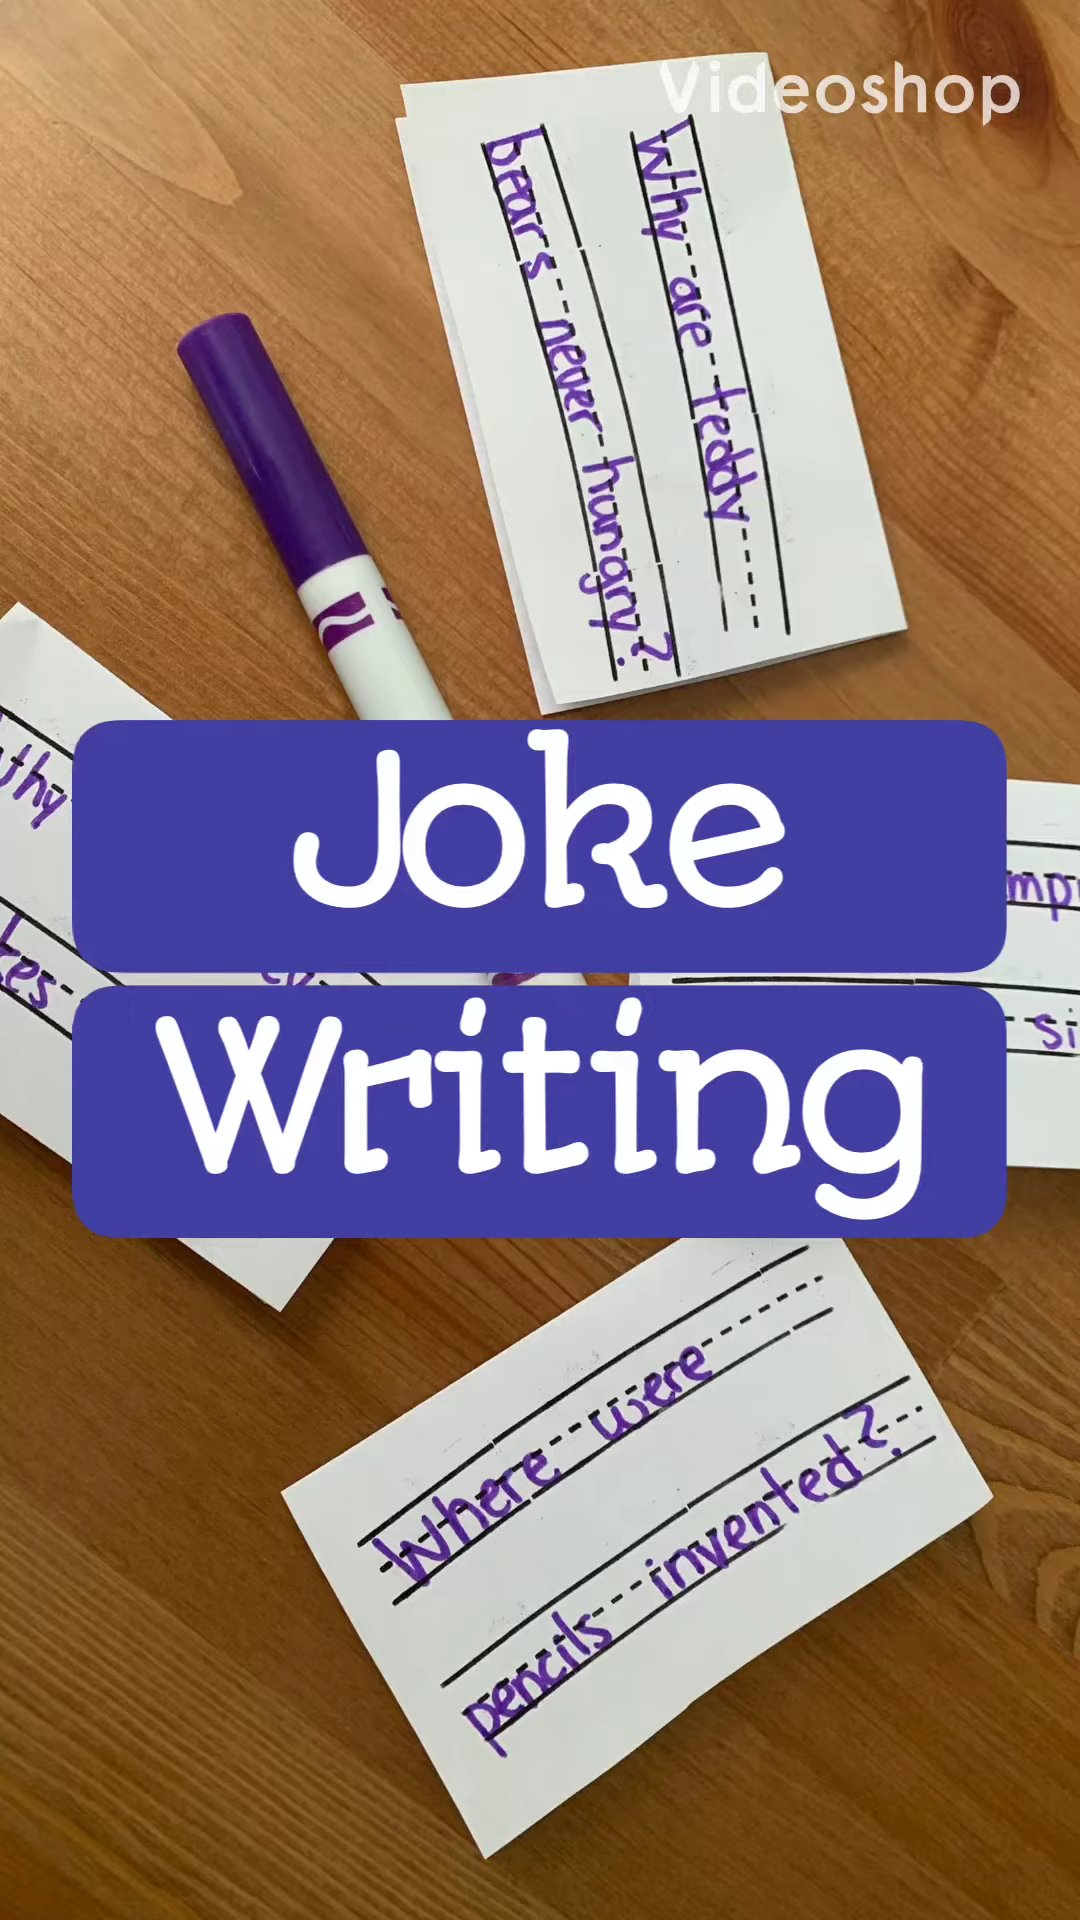 Videoshop
Why are teddy
bears never hungry?
Joke
Writing
Where were
pencils invented?